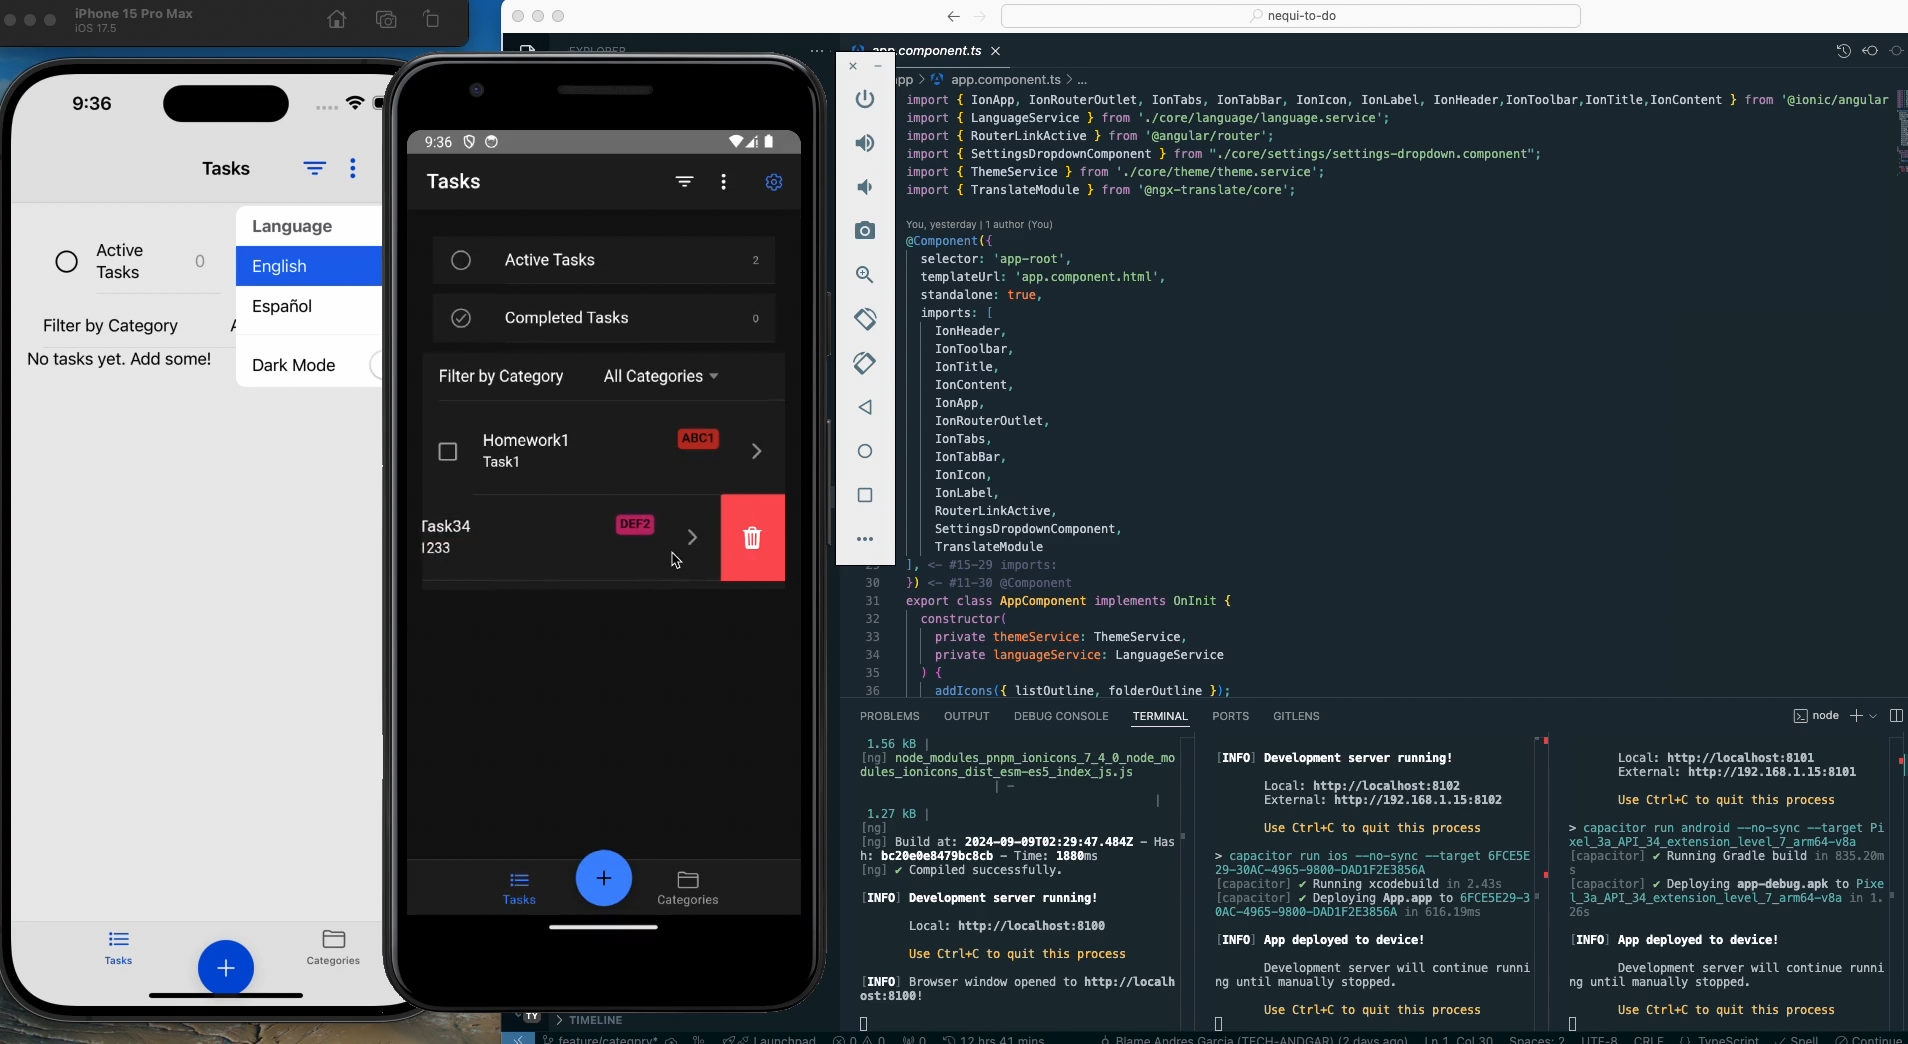 iPhone 15 Pro Max
iOS 17.5
9:36
Tasks
Active
Tasks
0
Filter by Category
No tasks yet. Add some!
Language
English
Español
Dark Mode
Tasks
+
Categories
9:36
Tasks
Active Tasks
2
Completed Tasks
0
Filter by Category
All Categories
Homework1
Task1
ABC1
Task34
1233
DEF2
Tasks
+
Categories
nequi-to-do
EXPLORER
app.component.ts
app.component.ts > ...
import { IonApp, IonRouterOutlet, IonTabs, IonTabBar, IonIcon, IonLabel, IonHeader,IonToolbar,IonTitle,IonContent } from '@ionic/angular
import { LanguageService } from './core/language/language.service';
import { RouterLinkActive } from '@angular/router';
import { SettingsDropdownComponent } from "./core/settings/settings-dropdown.component";
import { ThemeService } from './core/theme/theme.service';
import { TranslateModule } from '@ngx-translate/core';
You, yesterday | 1 author (You)
@Component({
selector: 'app-root',
templateUrl: 'app.component.html',
standalone: true,
imports: [
IonHeader,
IonToolbar,
IonTitle,
IonContent,
IonApp,
IonRouterOutlet,
IonTabs,
IonTabBar,
IonIcon,
IonLabel,
RouterLinkActive,
SettingsDropdownComponent,
TranslateModule
], <- #15-29 imports:
30 }) <- #11-30 @Component
31 export class AppComponent implements OnInit {
32 constructor(
33 private themeService: ThemeService,
34 private languageService: LanguageService
35 ) {
36 addIcons({ listOutline, folderOutline });
PROBLEMS
OUTPUT
DEBUG CONSOLE
TERMINAL
PORTS
GITLENS
node
1.56 kB |
[ng] node_modules_pnpm_ionicons_7_4_0_node_mo
dules_ionicons_dist_esm-es5_index_js.js
| -
|
1.27 kB |
[ng]
[ng] Build at: 2024-09-09T02:29:47.484Z - Has
h: bc20e0e8479bc8cb - Time: 1880ms
[ng] ✔ Compiled successfully.
[INFO] Development server running!
Local: http://localhost:8100
Use Ctrl+C to quit this process
[INFO] Browser window opened to http://localh
ost:8100!
[INFO] Development server running!
Local: http://localhost:8102
External: http://192.168.1.15:8102
Use Ctrl+C to quit this process
> capacitor run ios --no-sync --target 6FCE5E
29-30AC-4965-9800-DAD1F2E3856A
[capacitor] ✔ Running xcodebuild in 2.43s
[capacitor] ✔ Deploying App.app to 6FCE5E29-3
0AC-4965-9800-DAD1F2E3856A in 616.19ms
[INFO] App deployed to device!
Development server will continue runni
ng until manually stopped.
Use Ctrl+C to quit this process
Local: http://localhost:8101
External: http://192.168.1.15:8101
Use Ctrl+C to quit this process
> capacitor run android --no-sync --target Pi
xel_3a_API_34_extension_level_7_arm64-v8a
[capacitor] ✔ Running Gradle build in 835.20m
s
[capacitor] ✔ Deploying app-debug.apk to Pixe
l_3a_API_34_extension_level_7_arm64-v8a in 1.
26s
[INFO] App deployed to device!
Development server will continue runni
ng until manually stopped.
Use Ctrl+C to quit this process
TY
TIMELINE
feature/category*
Launchpad
0
0
0
12 hrs 41 mins
Blame Andres Garcia (TECH-ANDGAR) (2 days ago)
Ln 1, Col 30
Spaces: 2
UTF-8
CRLF
{} TypeScript
Spell
Continue